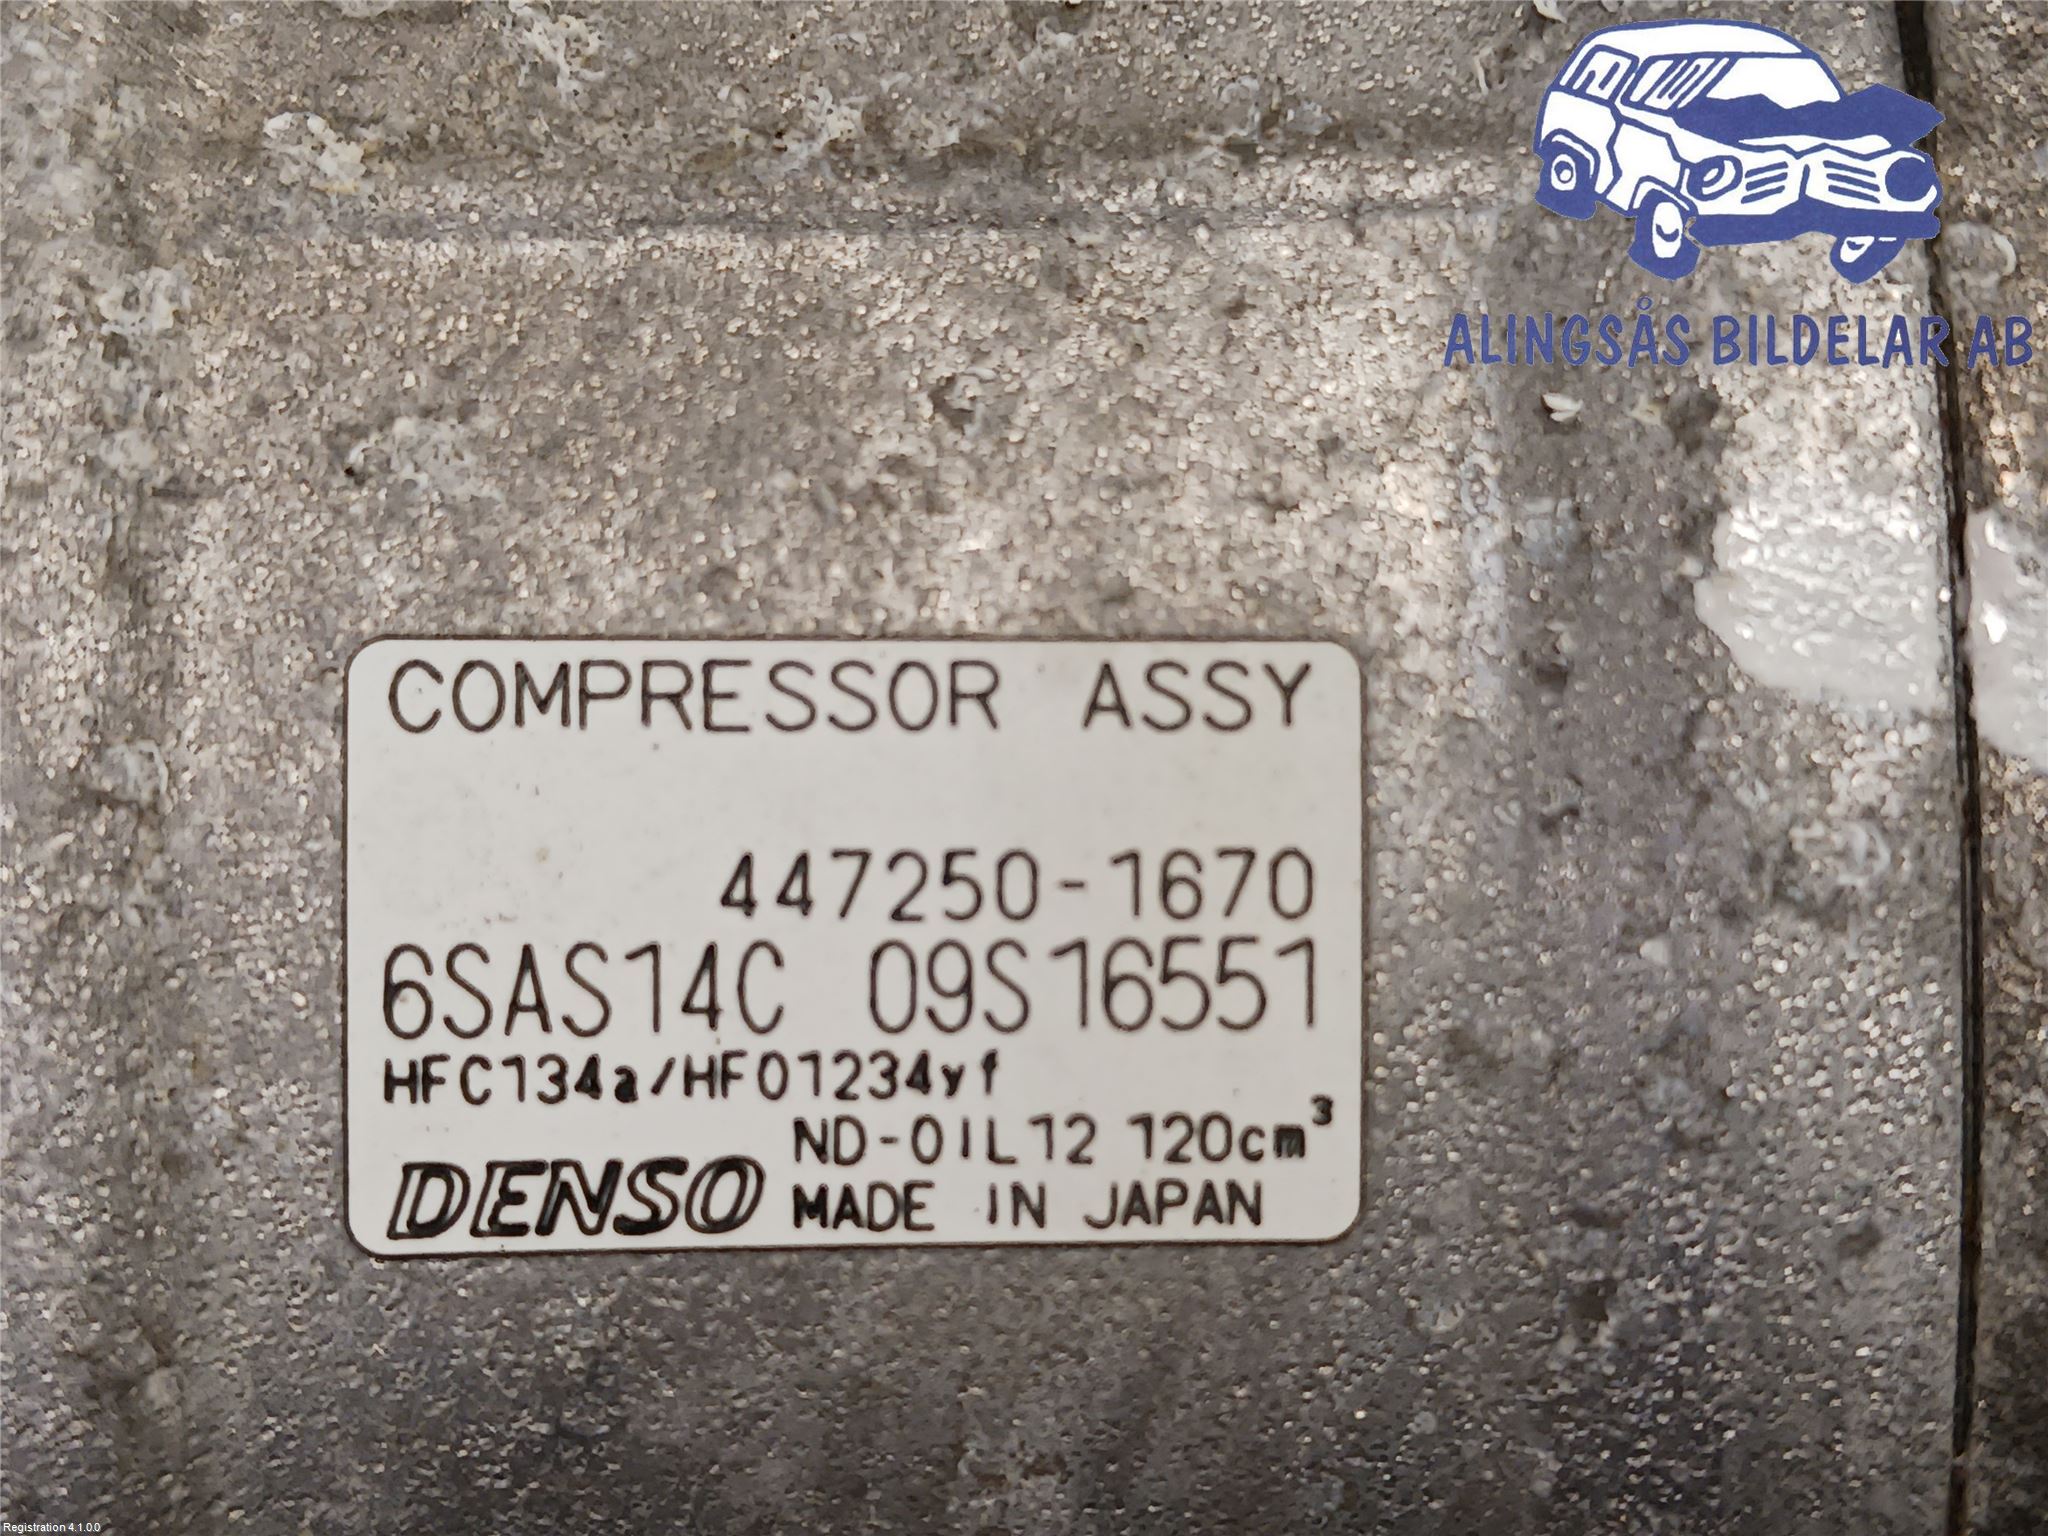 ALINGSÅS BILDELAR AB
COMPRESSOR ASSY
447250-1670
6SAS14C 09S16551
HFC134a/HFO1234yf
ND-OIL12 120cm³
DENSO MADE IN JAPAN
Registration 4.1.0.0